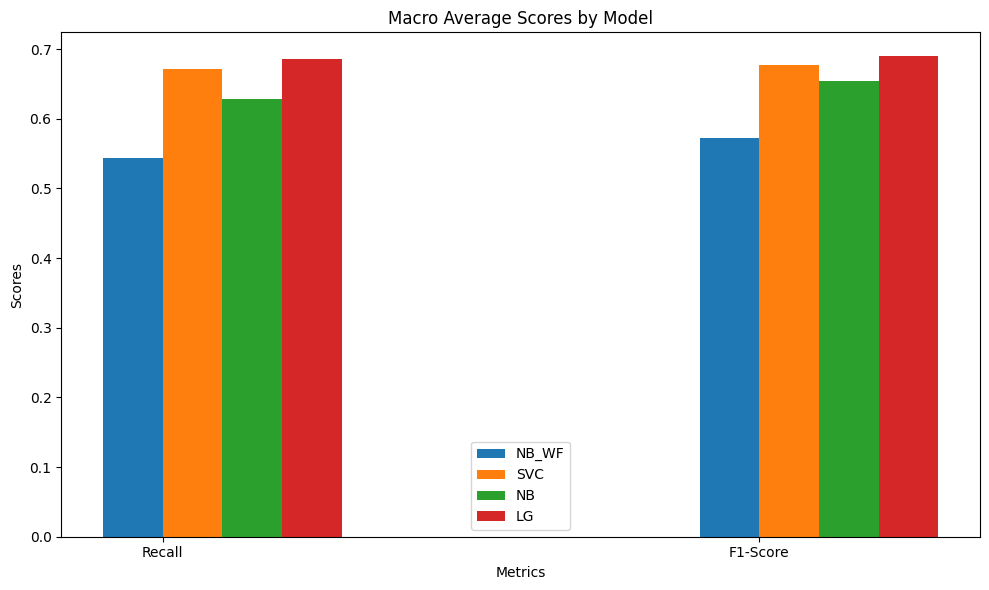 Macro Average Scores by Model
Scores
0.7
0.6
0.5
0.4
0.3
0.2
0.1
0.0
NB_WF
SVC
NB
LG
Recall
F1-Score
Metrics